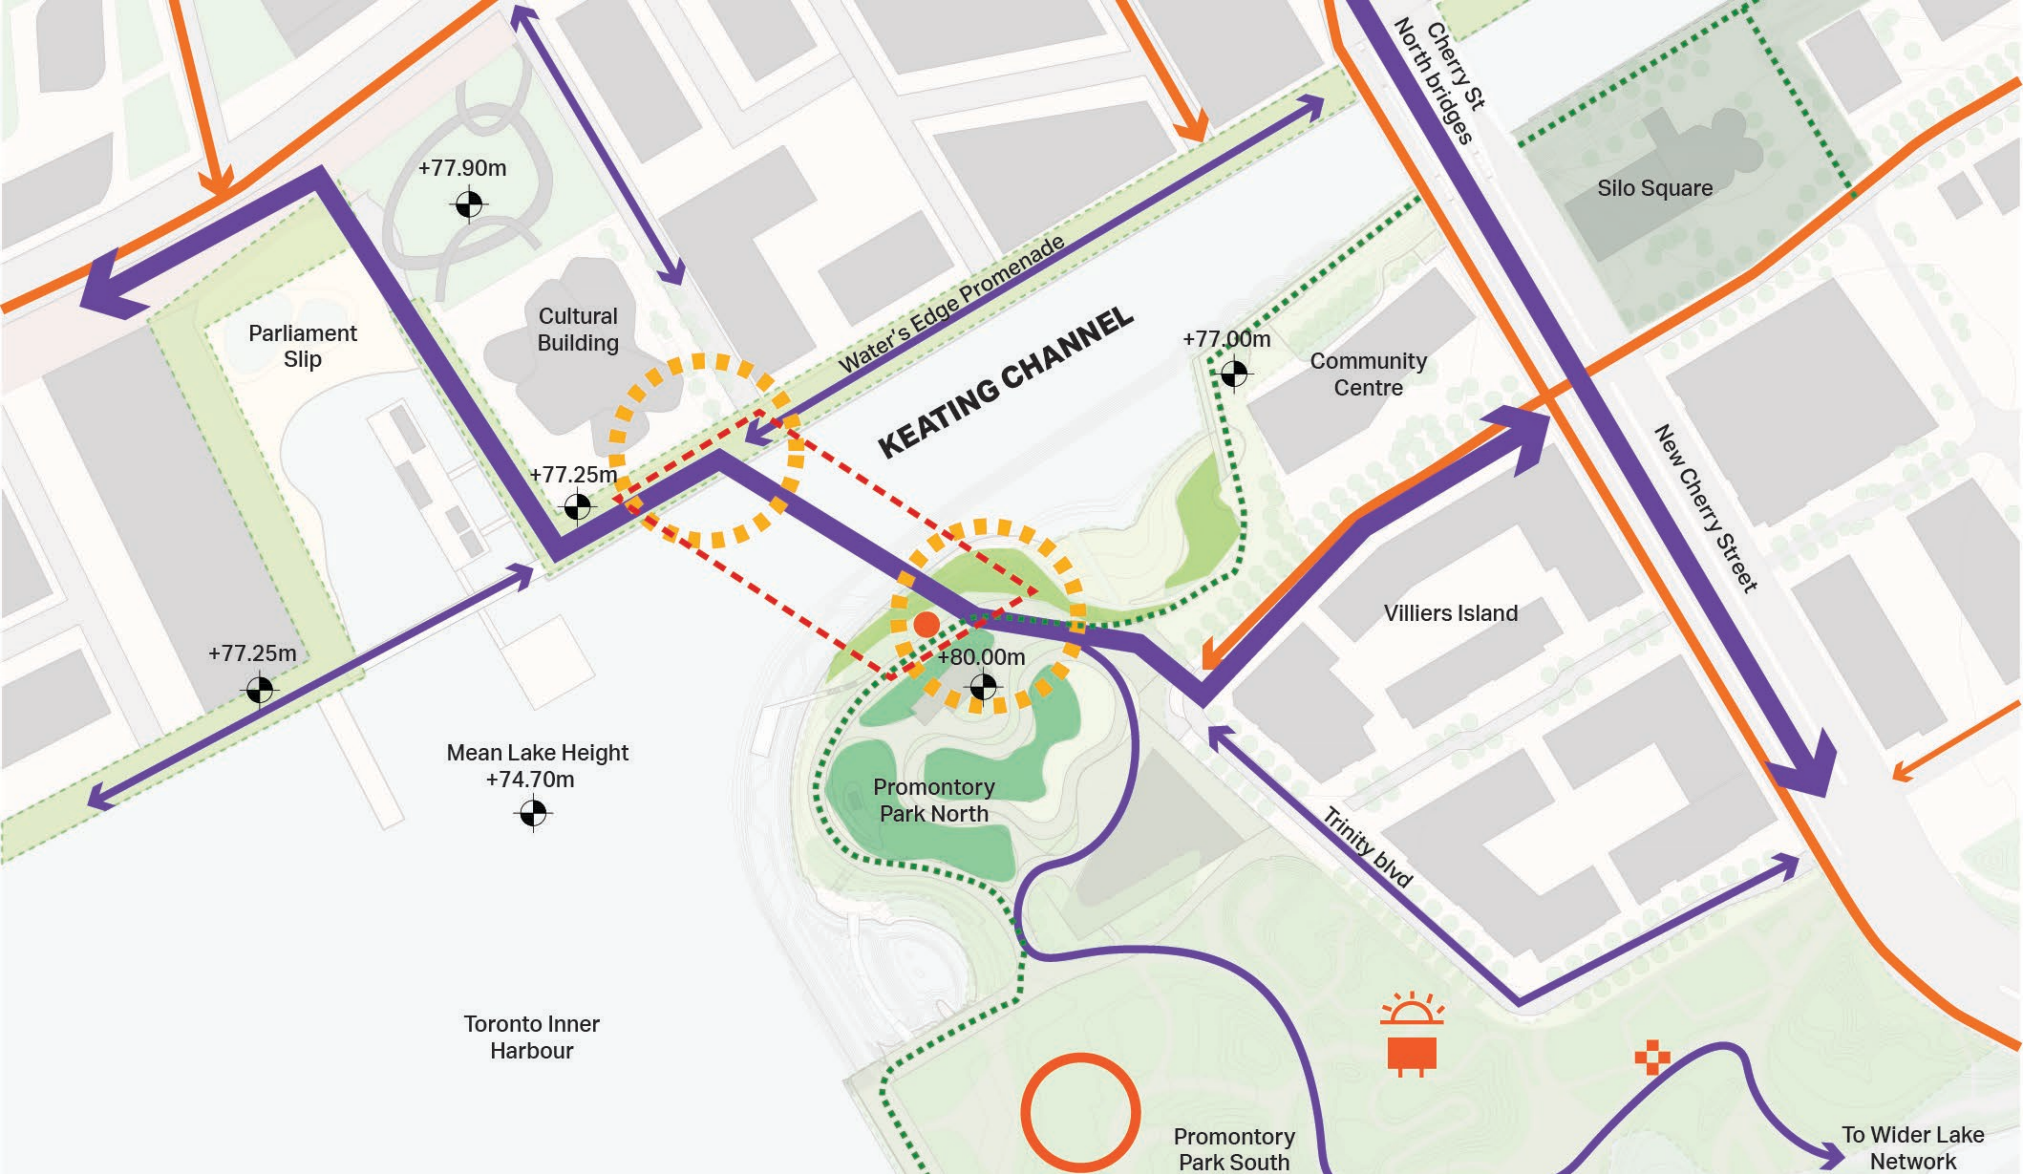 Cherry St
North bridges
+77.90m
Silo Square
Water's Edge Promenade
Cultural
Building
Parliament
Slip
KEATING CHANNEL
+77.00m
Community
Centre
+77.25m
New Cherry Street
Villiers Island
+77.25m
+80.00m
Mean Lake Height
+74.70m
Promontory
Park North
Trinity blvd
Toronto Inner
Harbour
Promontory
Park South
To Wider Lake
Network